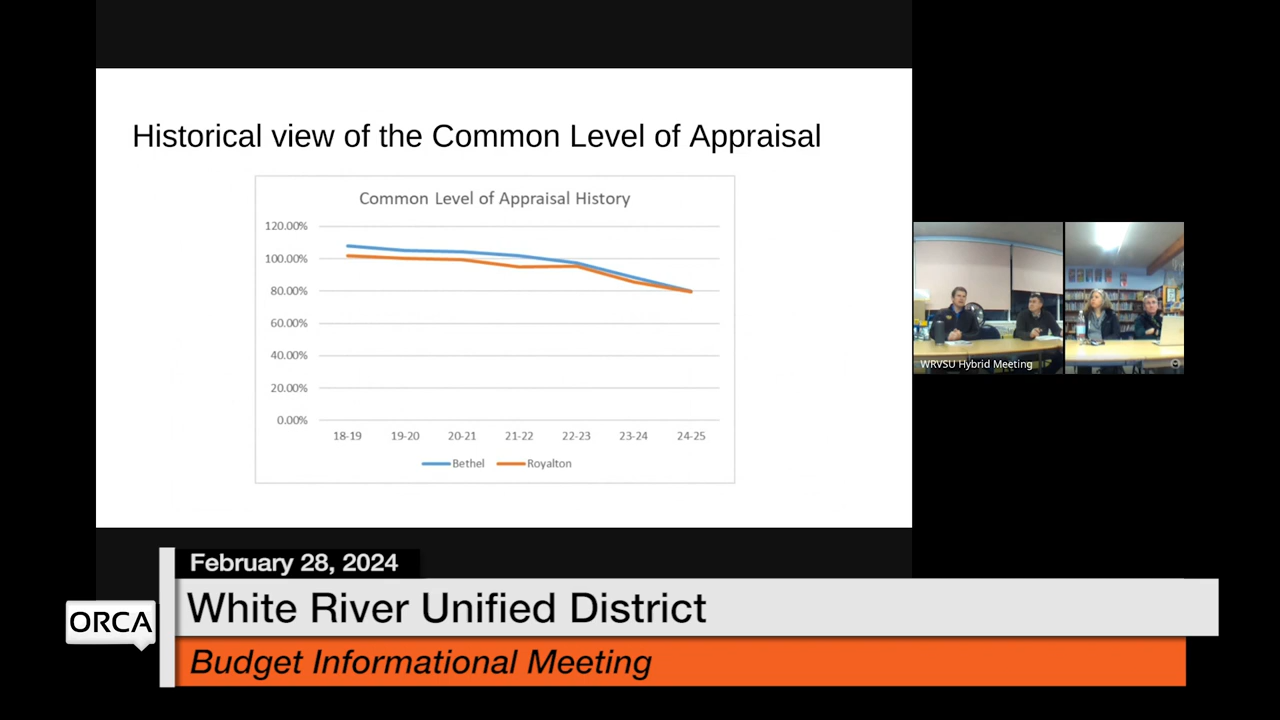 Historical view of the Common Level of Appraisal
Common Level of Appraisal History
120.00%
100.00%
80.00%
60.00%
40.00%
20.00%
0.00%
18-19 19-20 20-21 21-22 22-23 23-24 24-25
Bethel Royalton
WRVSU Hybrid Meeting
February 28, 2024
ORCA
White River Unified District
Budget Informational Meeting